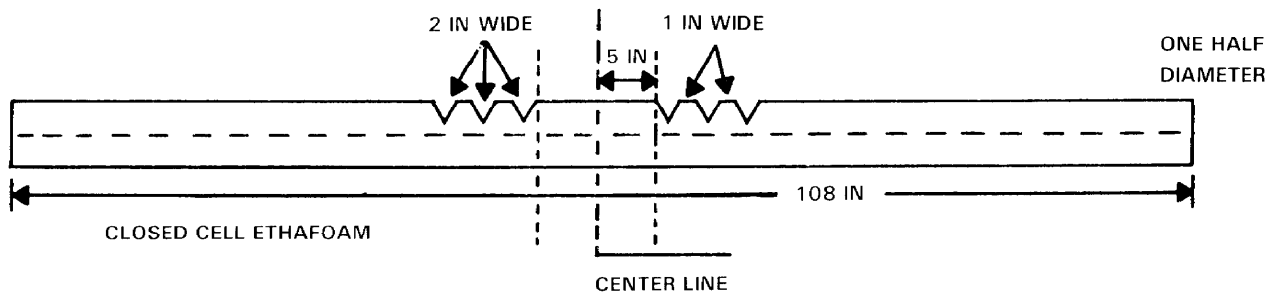 2 IN WIDE
5 IN
1 IN WIDE
ONE HALF
DIAMETER
108 IN
CLOSED CELL ETHAFOAM
CENTER LINE